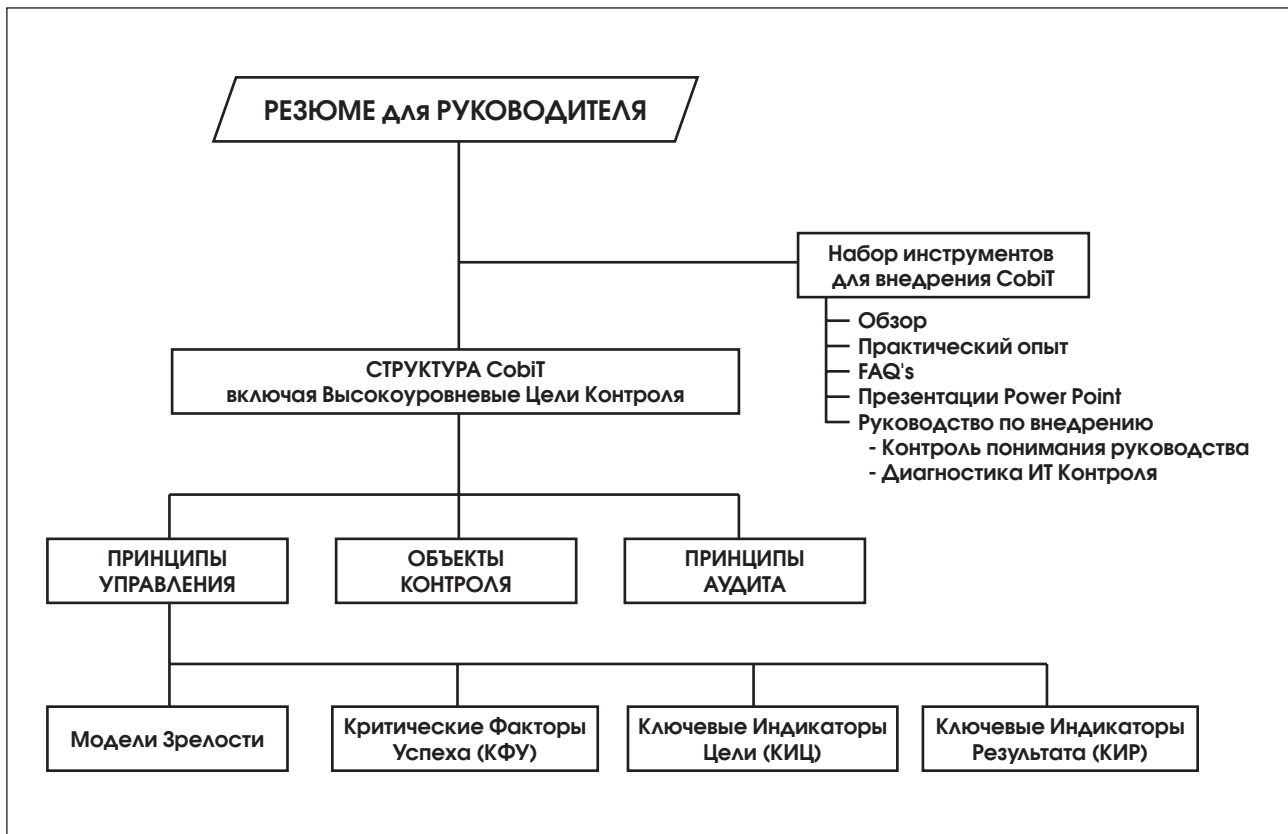 РЕЗЮМЕ для РУКОВОДИТЕЛЯ
Набор инструментов
для внедрения CobiT
Обзор
Практический опыт
FAQ's
Презентации Power Point
Руководство по внедрению
- Контроль понимания руководства
- Диагностика ИТ Контроля
СТРУКТУРА CobiT
включая Высокоуровневые Цели Контроля
ПРИНЦИПЫ
УПРАВЛЕНИЯ
ОБЪЕКТЫ
КОНТРОЛЯ
ПРИНЦИПЫ
АУДИТА
Модели Зрелости
Критические Факторы
Успеха (КФУ)
Ключевые Индикаторы
Цели (КИЦ)
Ключевые Индикаторы
Результата (КИР)